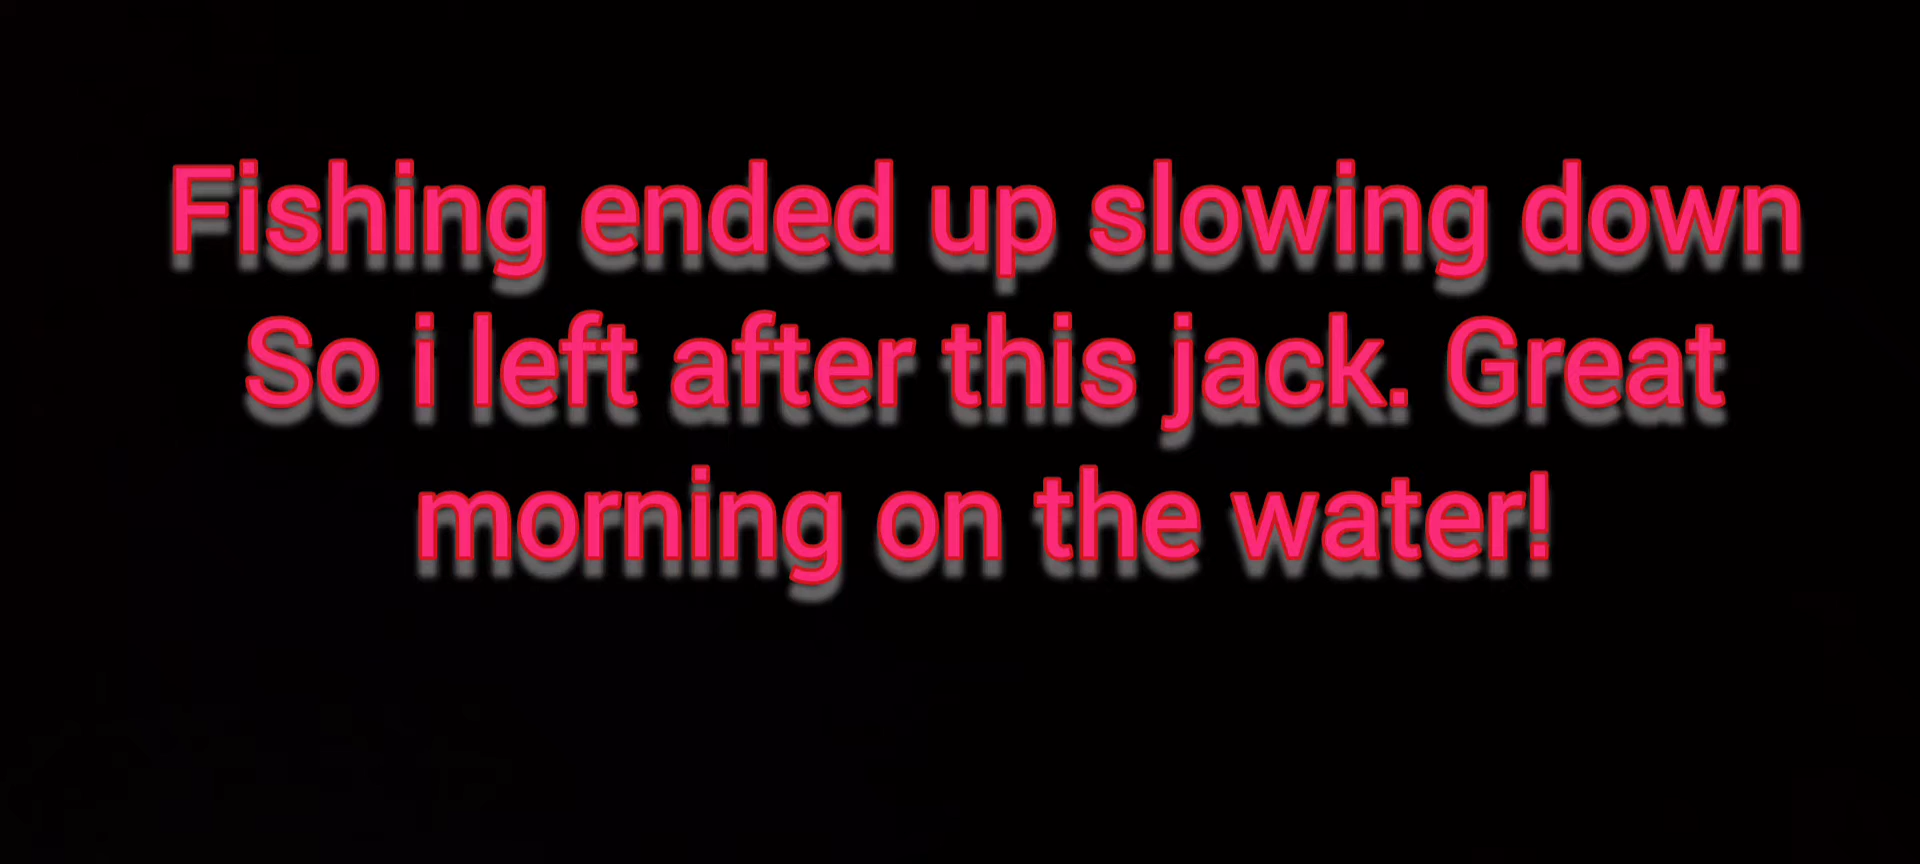 Fishing ended up slowing down
So i left after this jack. Great
morning on the water!